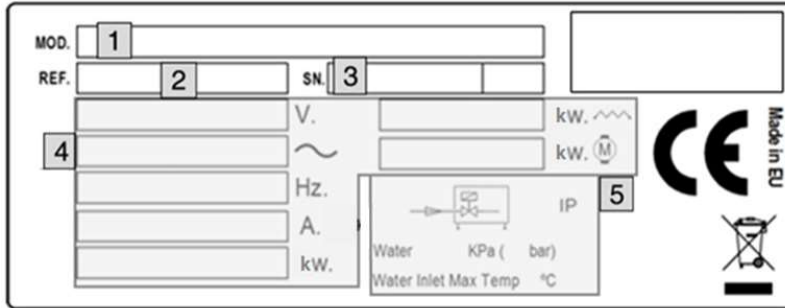 MOD. 1
REF. 2 SN. 3
V. kW.
4 kW. M
Hz.
A.
kW.
5
IP
Water KPa ( bar)
Water Inlet Max Temp ºC
CE
Made in EU